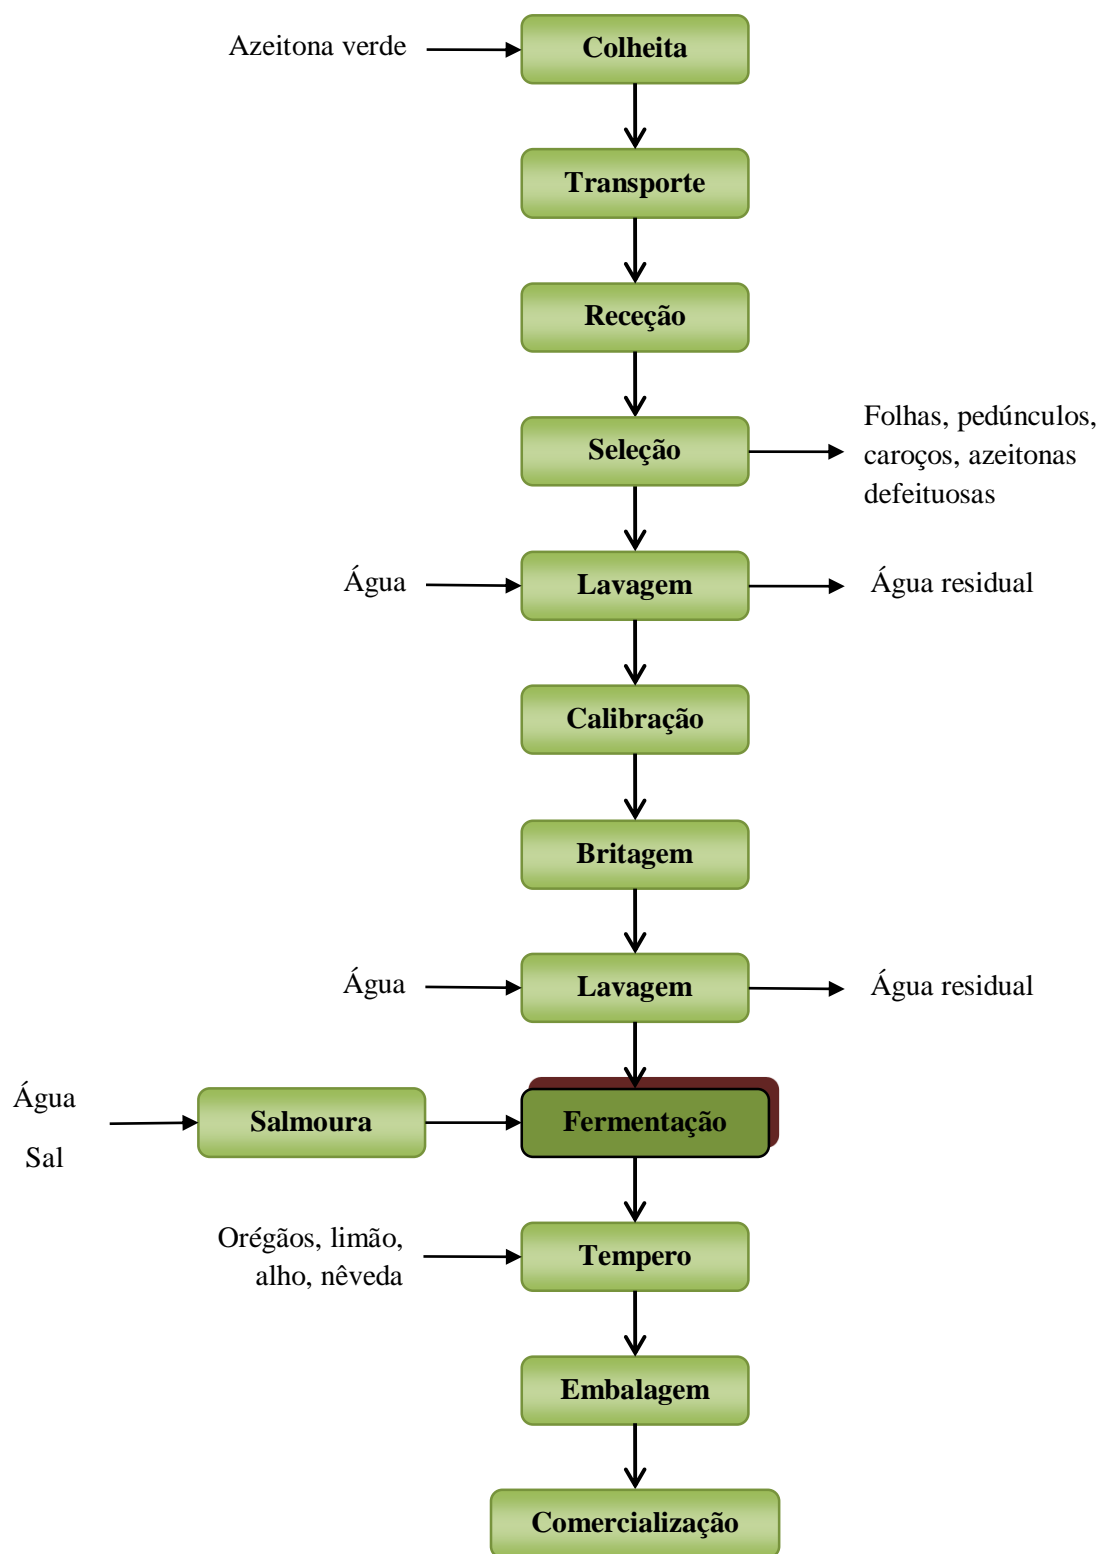 Azeitona verde
Colheita
Transporte
Receção
Seleção
Folhas, pedúnculos,
caroços, azeitonas
defeituosas
Água
Lavagem
Água residual
Calibração
Britagem
Água
Lavagem
Água residual
Água
Sal
Salmoura
Fermentação
Orégãos, limão,
alho, nêveda
Tempero
Embalagem
Comercialização